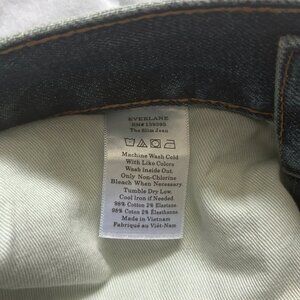 EVERLANE
RN# 139393
The Slim Jean
Machine Wash Cold
With Like Colors
Wash Inside Out.
Only Non-Chlorine
Bleach When Necessary
Tumble Dry Low.
Cool Iron if Needed.
98% Cotton 2% Elastane.
98% Coton 2% Élasthanne.
Made in Vietnam
Fabriqué au Viêt-Nam